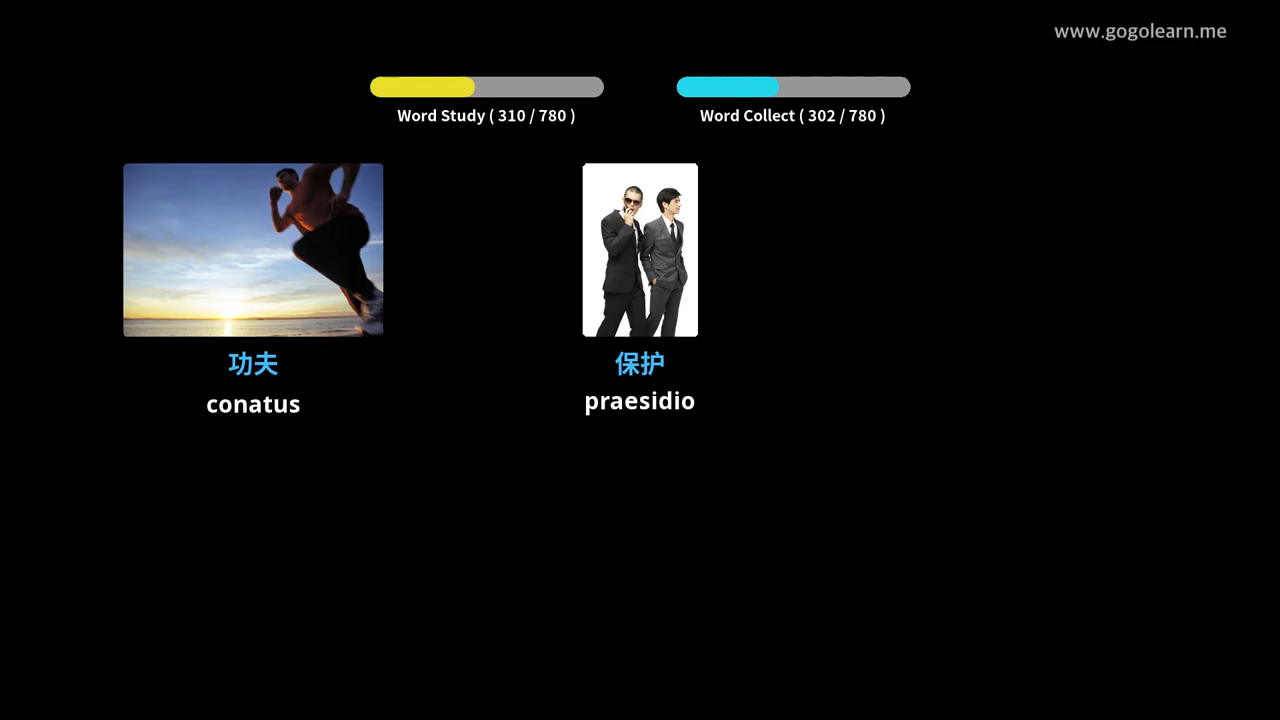 www.gogolearn.me
Word Study ( 310 / 780 )
Word Collect ( 302 / 780 )
功夫
conatus
保护
praesidio